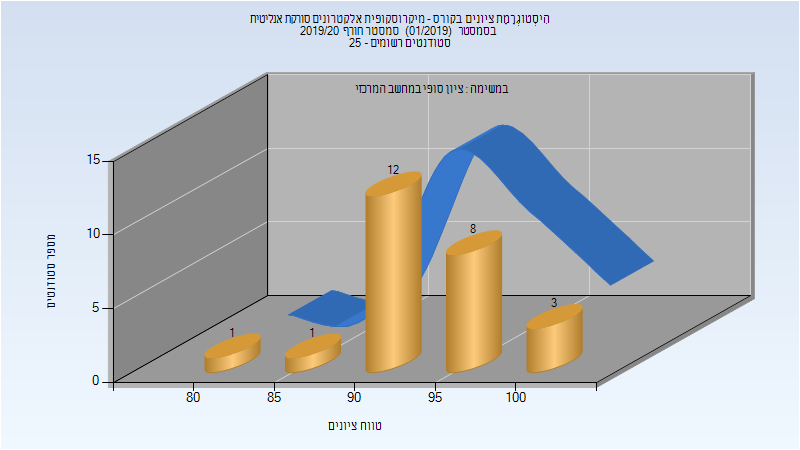 היסטוגרמת ציונים בקורס - מיקרוסקופית אלקטרונים סורקת אנליטית
בסמסטר (01/2019) סמסטר חורף 2019/20
סטודנטים רשומים - 25
במשימה : ציון סופי במחשב המרכזי
15
10
5
0
מספר סטודנטים
1
1
12
8
3
80
85
90
95
100
טווח ציונים